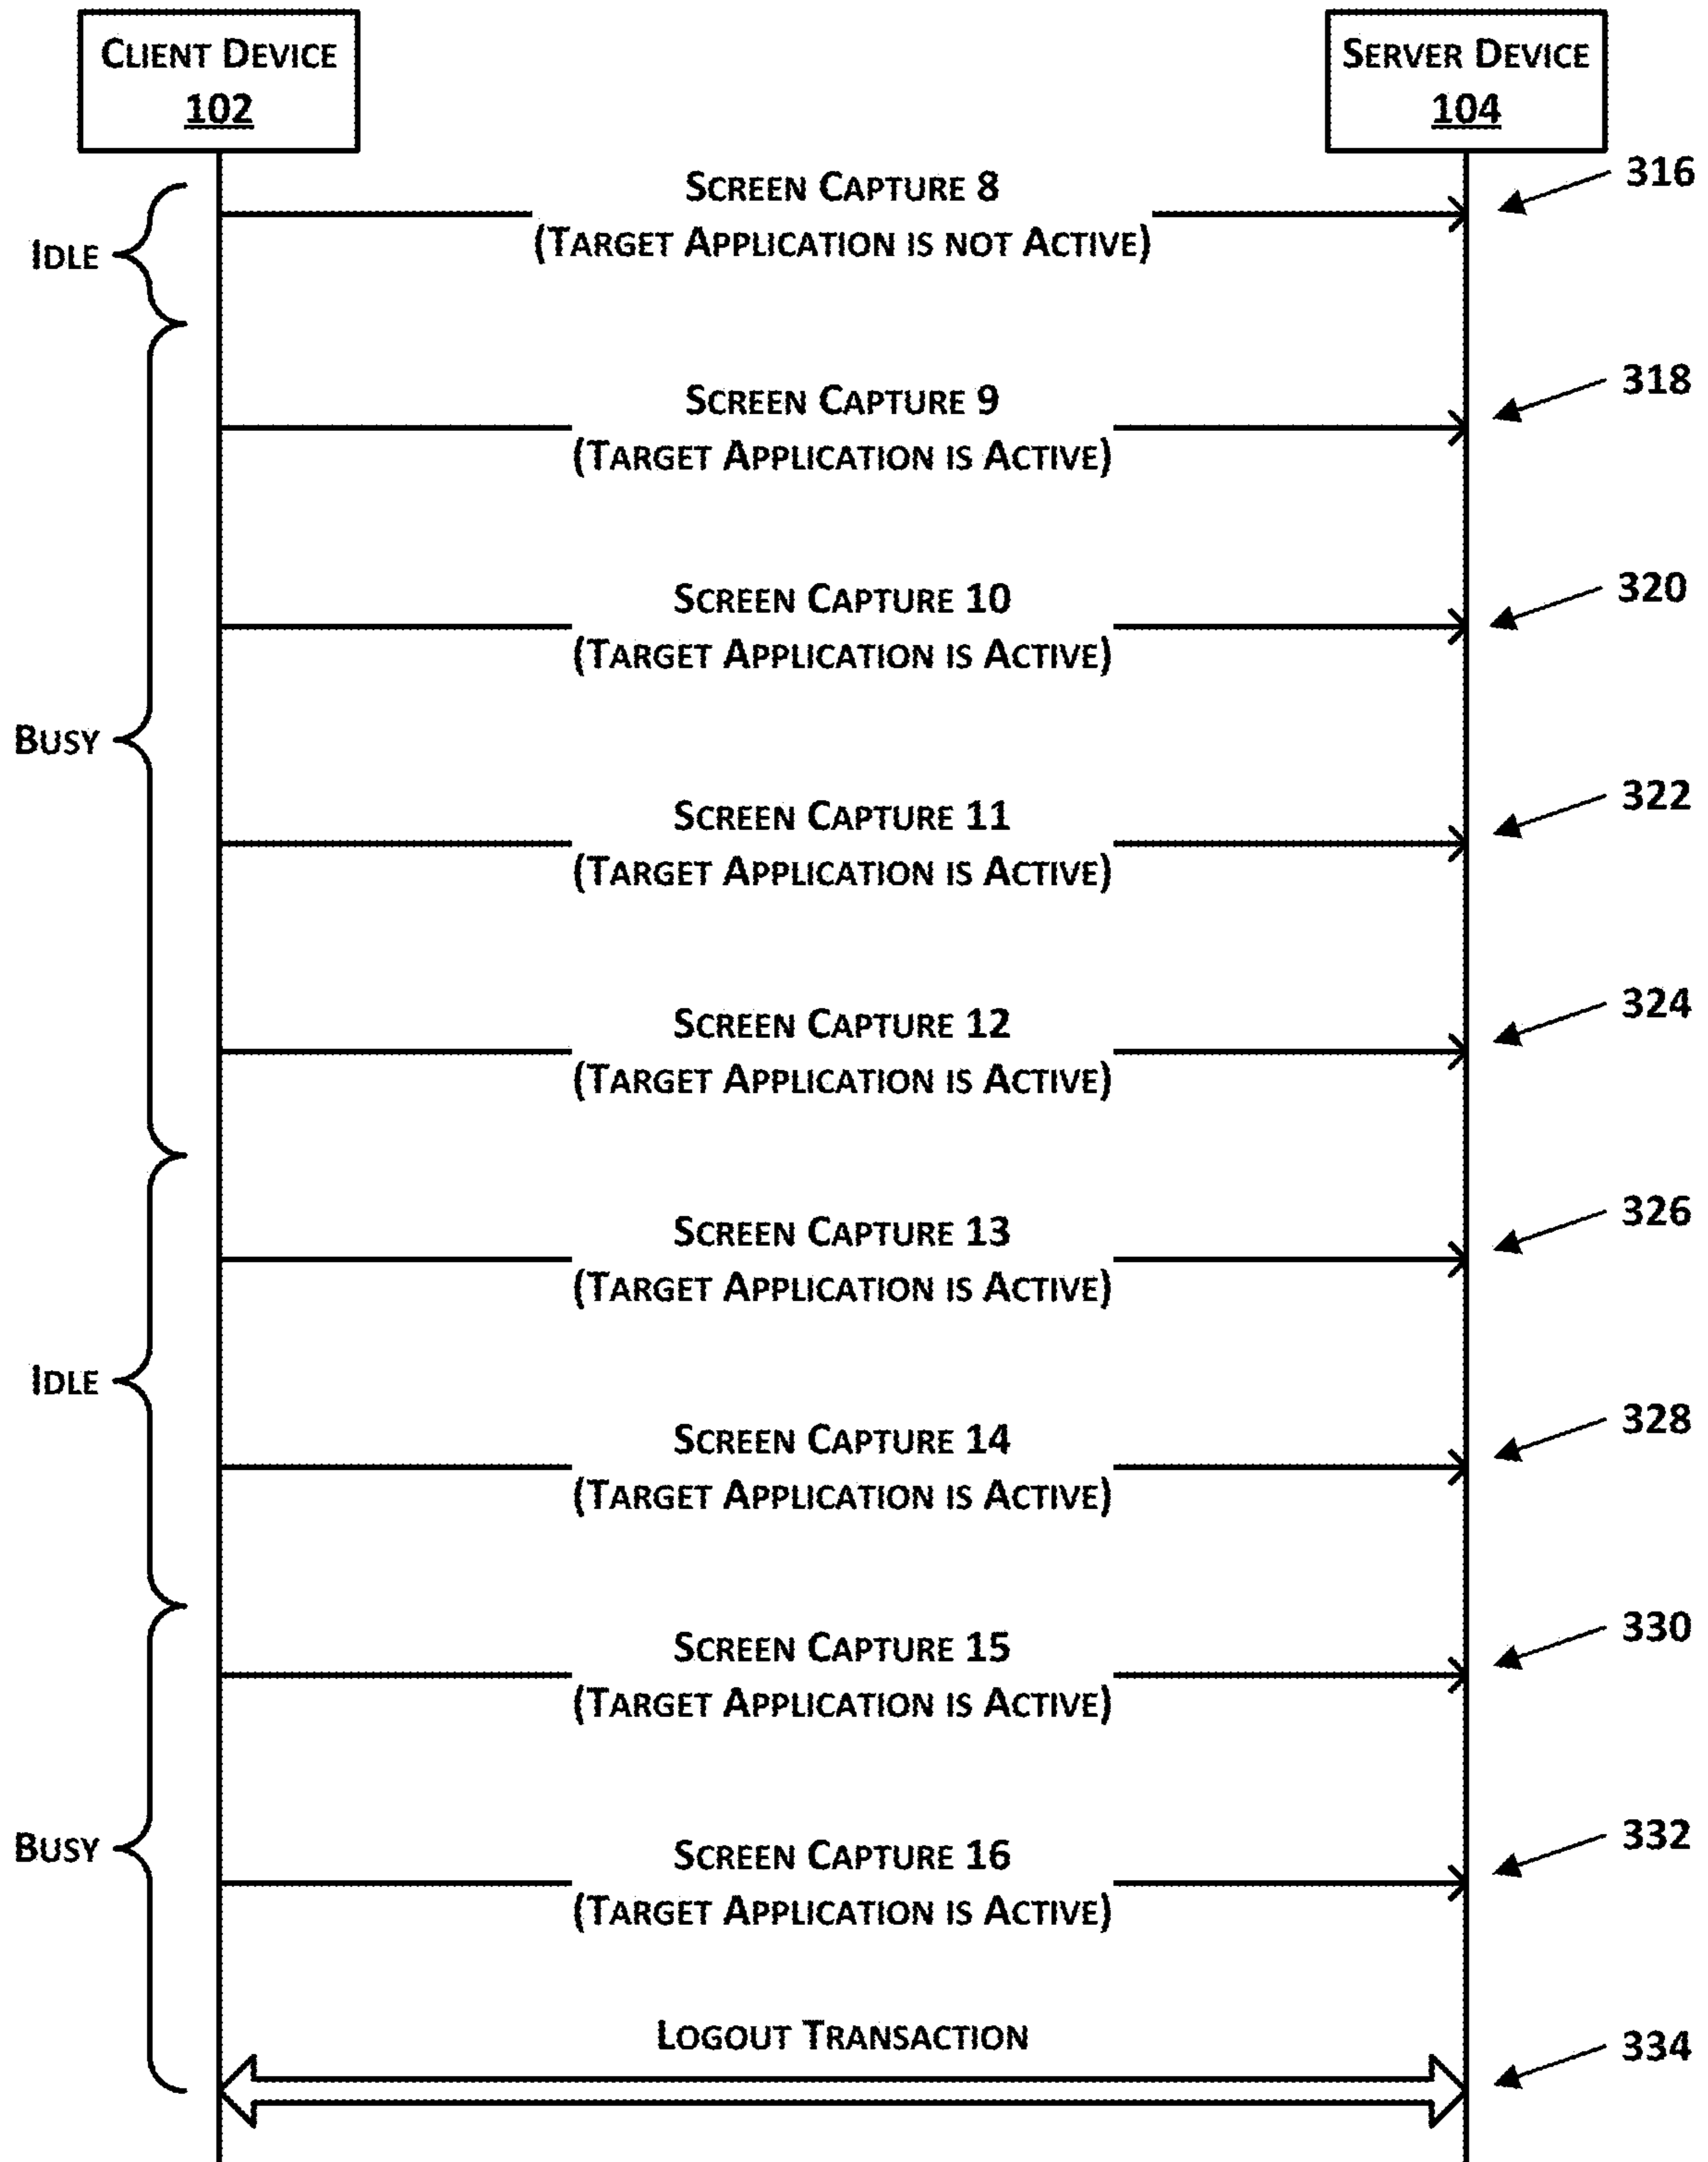 CLIENT DEVICE
102
SERVER DEVICE
104
316
SCREEN CAPTURE 8
(TARGET APPLICATION IS NOT ACTIVE)
IDLE
318
SCREEN CAPTURE 9
(TARGET APPLICATION IS ACTIVE)
320
SCREEN CAPTURE 10
(TARGET APPLICATION IS ACTIVE)
BUSY
322
SCREEN CAPTURE 11
(TARGET APPLICATION IS ACTIVE)
324
SCREEN CAPTURE 12
(TARGET APPLICATION IS ACTIVE)
326
SCREEN CAPTURE 13
(TARGET APPLICATION IS ACTIVE)
IDLE
328
SCREEN CAPTURE 14
(TARGET APPLICATION IS ACTIVE)
330
SCREEN CAPTURE 15
(TARGET APPLICATION IS ACTIVE)
332
BUSY
SCREEN CAPTURE 16
(TARGET APPLICATION IS ACTIVE)
LOGOUT TRANSACTION
334